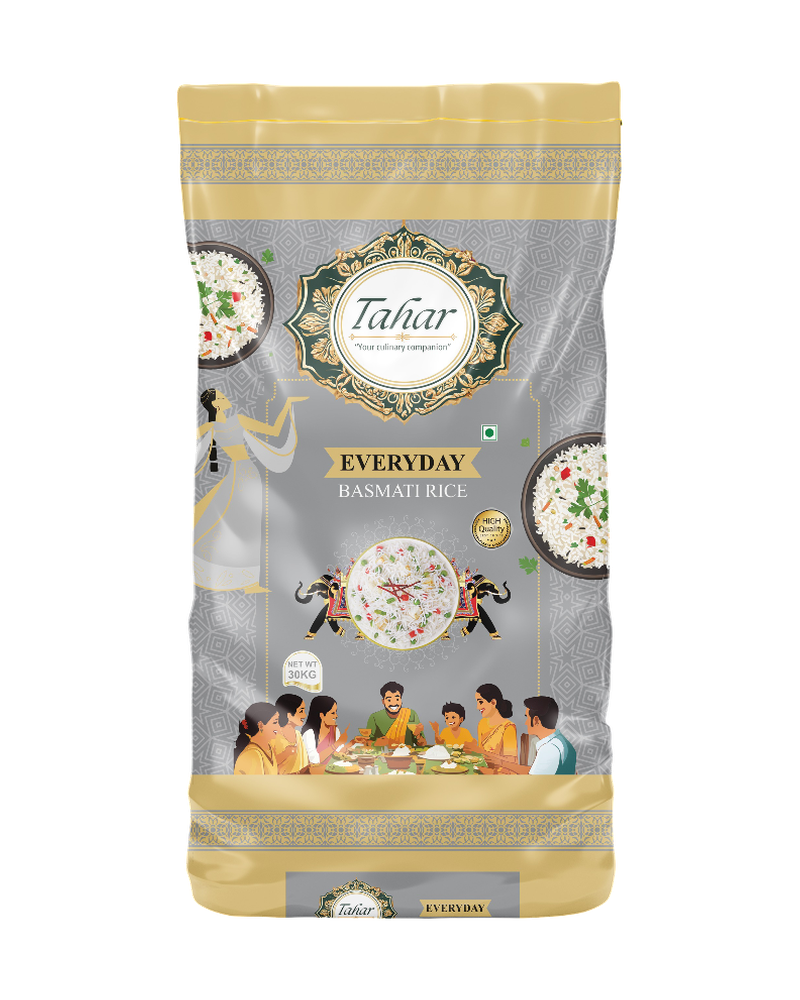 Tahar
"Your culinary companion"
EVERYDAY
BASMATI RICE
HIGH
Quality
NET WT
30KG
Tahar
EVERYDAY